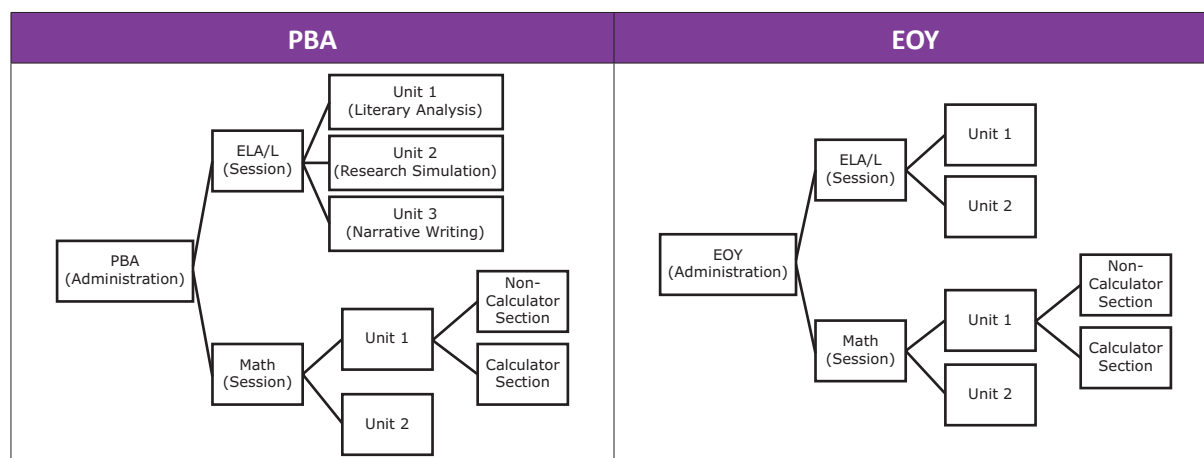 PBA
EOY
Unit 1
(Literary Analysis)
ELA/L
(Session)
Unit 2
(Research Simulation)
Unit 3
(Narrative Writing)
PBA
(Administration)
Math
(Session)
Unit 1
Non-
Calculator
Section
Calculator
Section
Unit 2
Unit 1
ELA/L
(Session)
Unit 2
EOY
(Administration)
Math
(Session)
Unit 1
Non-
Calculator
Section
Calculator
Section
Unit 2